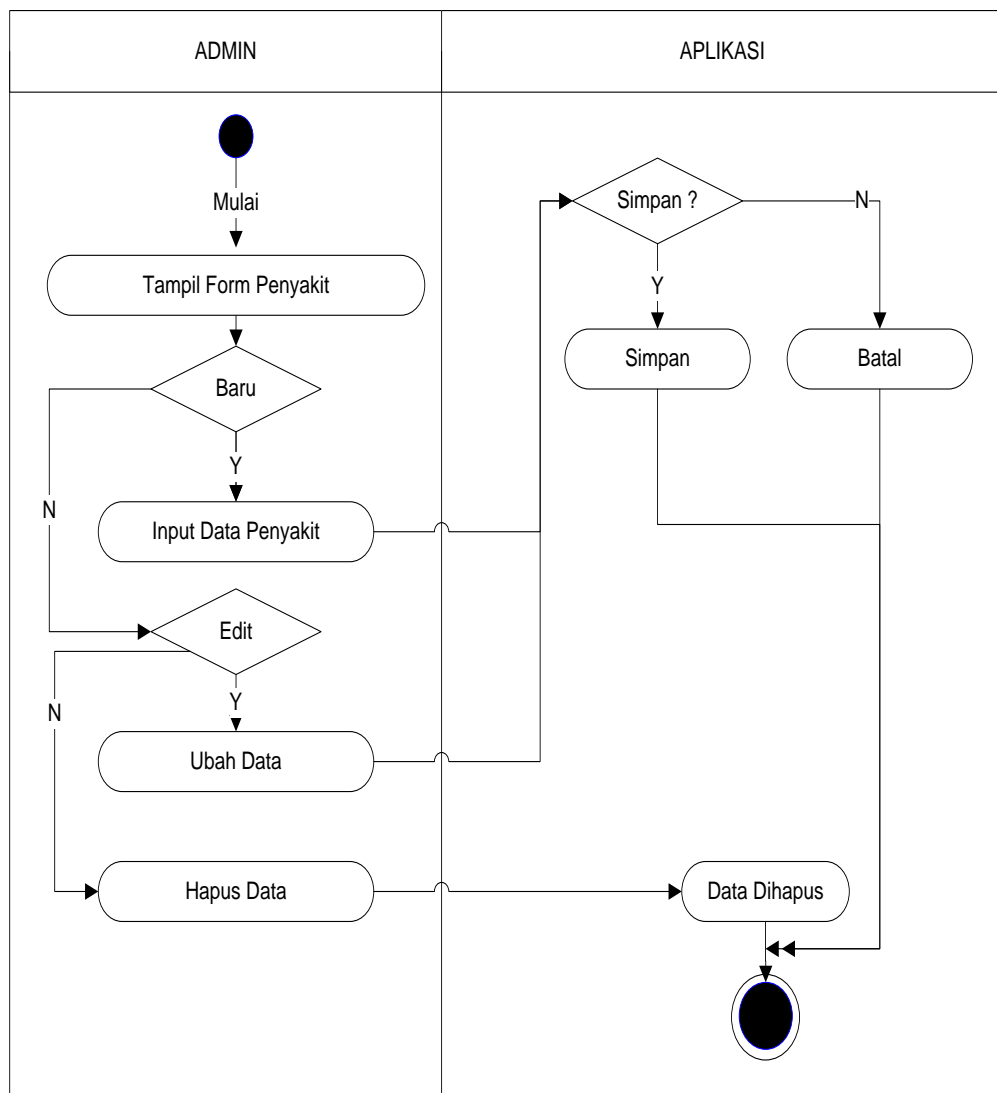 ADMIN
APLIKASI
Mulai
Tampil Form Penyakit
Baru
Y
N
Input Data Penyakit
Edit
Y
N
Ubah Data
Hapus Data
Simpan ?
N
Y
Simpan
Batal
Data Dihapus